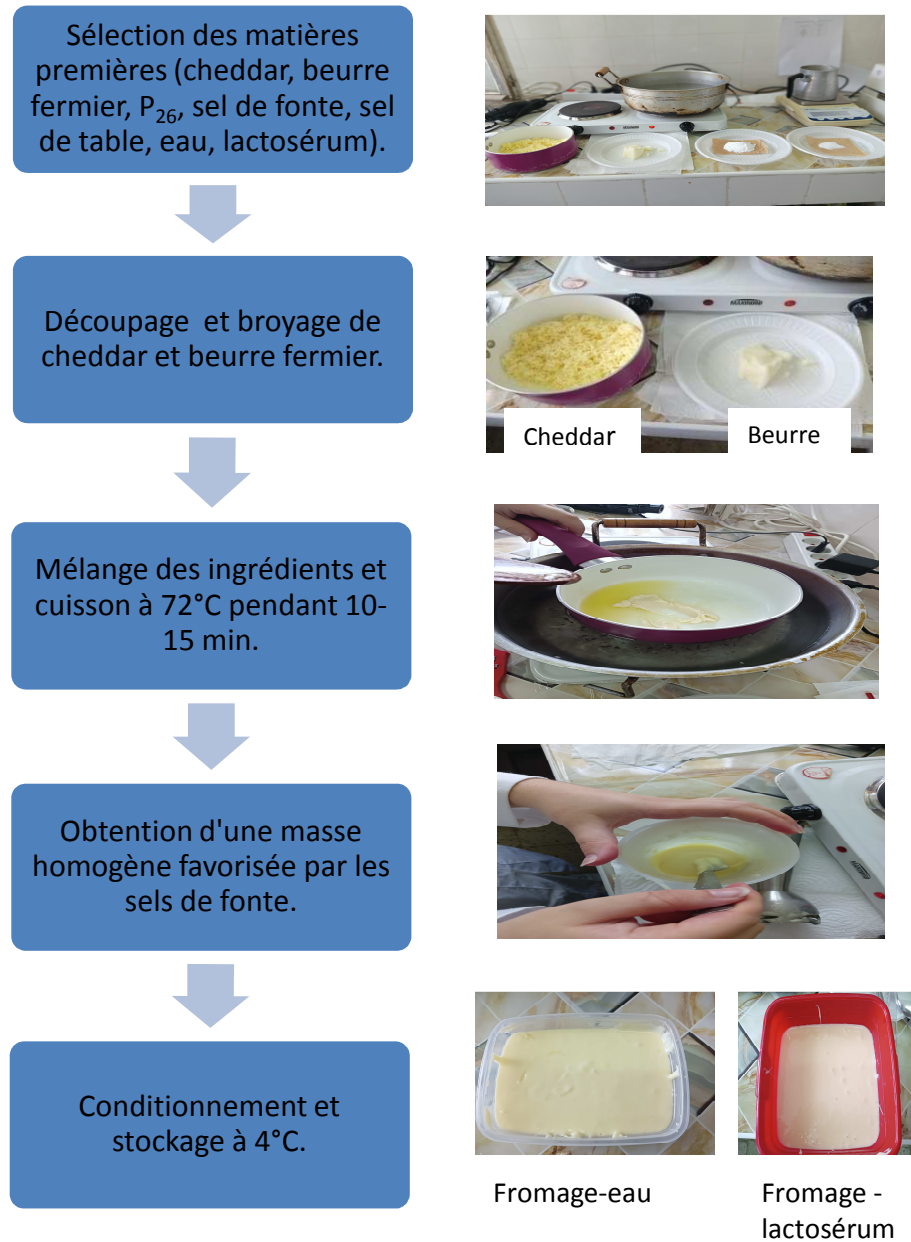 Sélection des matières
premières (cheddar, beurre
fermier, P26, sel de fonte, sel
de table, eau, lactosérum).
Découpage et broyage de
cheddar et beurre fermier.
Cheddar
Beurre
Mélange des ingrédients et
cuisson à 72°C pendant 10-
15 min.
Obtention d'une masse
homogène favorisée par les
sels de fonte.
Conditionnement et
stockage à 4°C.
Fromage-eau
Fromage -
lactosérum